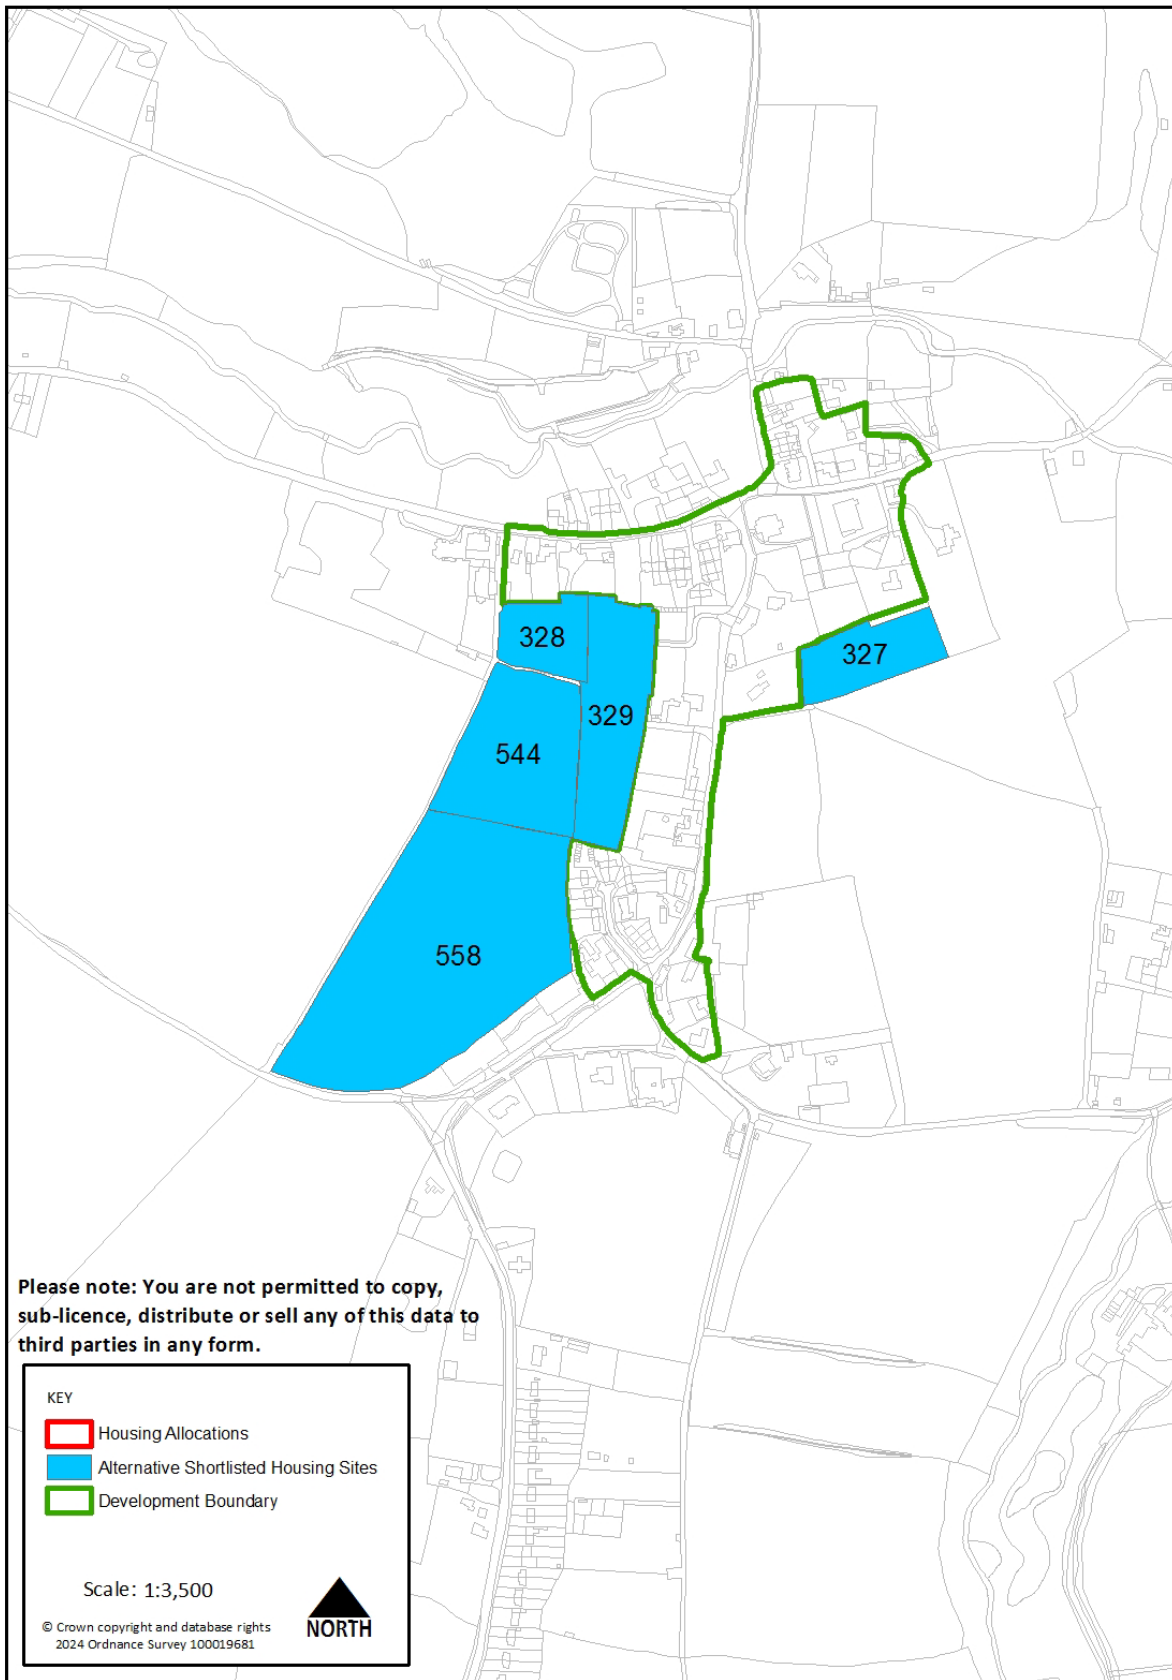 328
327
329
544
558
Please note: You are not permitted to copy,
sub-licence, distribute or sell any of this data to
third parties in any form.
KEY
Housing Allocations
Alternative Shortlisted Housing Sites
Development Boundary
Scale: 1:3,500
NORTH
© Crown copyright and database rights
2024 Ordnance Survey 100019681